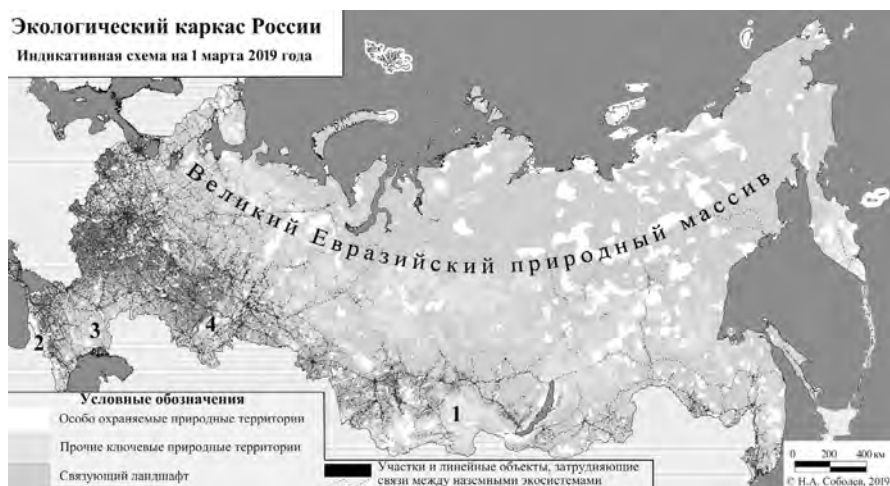 Экологический каркас России
Индикативная схема на 1 марта 2019 года
Великий Евразийский природный массив
2
3
4
1
Условные обозначения
Особо охраняемые природные территории
Прочие ключевые природные территории
Связующий ландшафт
Участки и линейные объекты, затрудняющие
связи между наземными экосистемами
0 200 400 км
© Н.А. Соболев, 2019